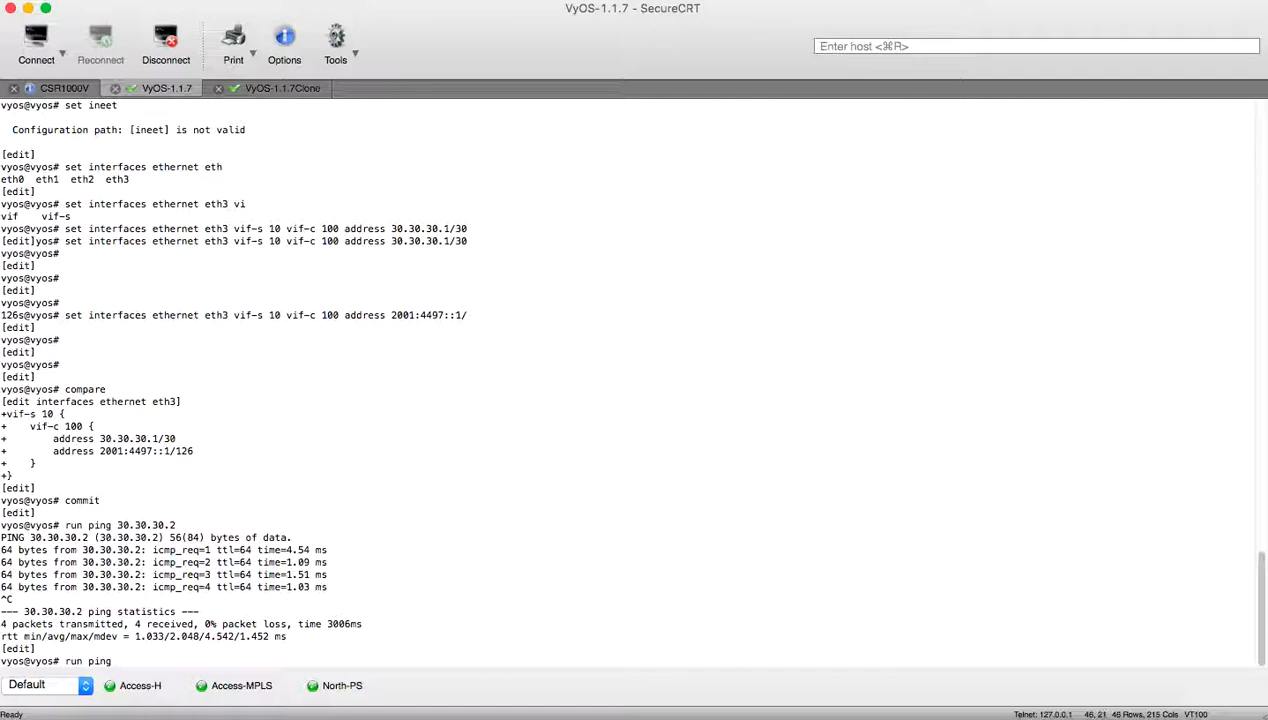 VyOS-1.1.7 - SecureCRT
Connect
Reconnect
Disconnect
Print
Options
Tools
Enter host <⌘R>
CSR1000V
VyOS-1.1.7
VyOS-1.1.7Clone
vyos@vyos# set ineet
Configuration path: [ineet] is not valid
[edit]
vyos@vyos# set interfaces ethernet eth
eth0 eth1 eth2 eth3
[edit]
vyos@vyos# set interfaces ethernet eth3 vi
vif vif-s
vyos@vyos# set interfaces ethernet eth3 vif-s 10 vif-c 100 address 30.30.30.1/30
[edit]yos# set interfaces ethernet eth3 vif-s 10 vif-c 100 address 30.30.30.1/30
vyos@vyos#
[edit]
vyos@vyos#
[edit]
vyos@vyos#
126s@vyos# set interfaces ethernet eth3 vif-s 10 vif-c 100 address 2001:4497::1/
[edit]
vyos@vyos#
[edit]
vyos@vyos#
[edit]
vyos@vyos# compare
[edit interfaces ethernet eth3]
+vif-s 10 {
+ vif-c 100 {
+ address 30.30.30.1/30
+ address 2001:4497::1/126
+ }
+}
[edit]
vyos@vyos# commit
[edit]
vyos@vyos# run ping 30.30.30.2
PING 30.30.30.2 (30.30.30.2) 56(84) bytes of data.
64 bytes from 30.30.30.2: icmp_req=1 ttl=64 time=4.54 ms
64 bytes from 30.30.30.2: icmp_req=2 ttl=64 time=1.09 ms
64 bytes from 30.30.30.2: icmp_req=3 ttl=64 time=1.51 ms
64 bytes from 30.30.30.2: icmp_req=4 ttl=64 time=1.03 ms
^C
--- 30.30.30.2 ping statistics ---
4 packets transmitted, 4 received, 0% packet loss, time 3006ms
rtt min/avg/max/mdev = 1.033/2.048/4.542/1.452 ms
[edit]
vyos@vyos# run ping
Default
Access-H
Access-MPLS
North-PS
Ready
Telnet: 127.0.0.1 46, 21 46 Rows, 215 Cols VT100